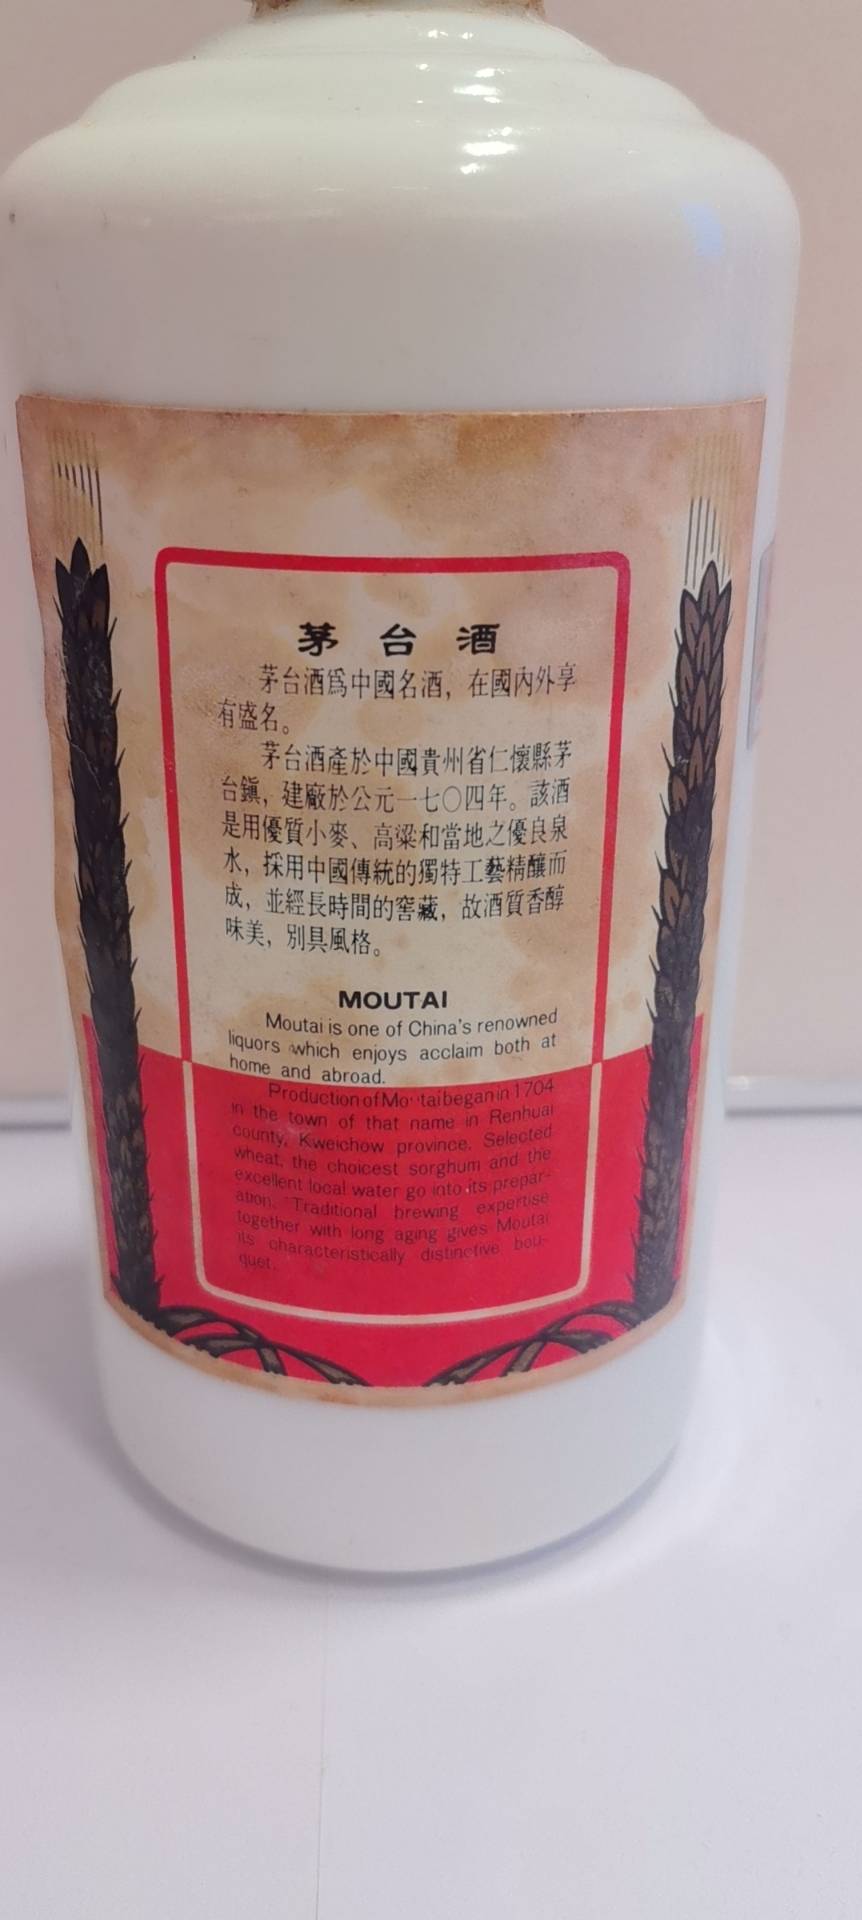 茅台酒
茅台酒爲中國名酒，在國內外享
有盛名。
茅台酒產於中國貴州省仁懷縣茅
台鎮，建廠於公元一七〇四年。該酒
是用優質小麥、高粱和當地之優良泉
水，採用中國傳統的獨特工藝精釀而
成，並經長時間的窖藏，故酒質香醇
味美，別具風格。
MOUTAI
Moutai is one of China's renowned
liquors which enjoys acclaim both at
home and abroad.
Production of Moutai began in 1704
in the town of that name in Renhuai
county, Kweichow province. Selected
wheat, the choicest sorghum and the
excellent local water go into its prepar-
ation. Traditional brewing expertise
together with long aging gives Moutai
its characteristically distinctive bou-
quet.